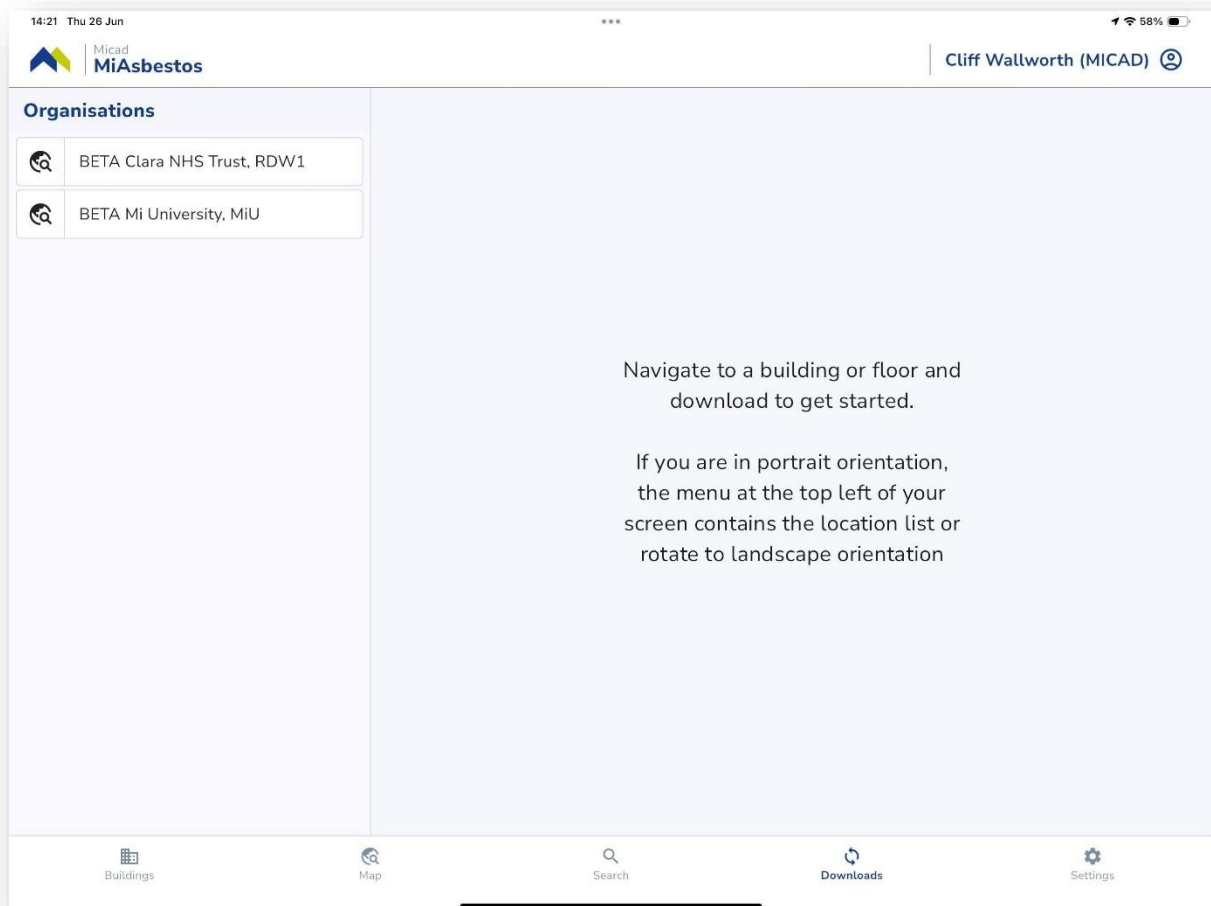 14:21 Thu 26 Jun
58%
Micad
MiAsbestos
Cliff Wallworth (MICAD)
Organisations
BETA Clara NHS Trust, RDW1
BETA Mi University, MiU
Navigate to a building or floor and
download to get started.
If you are in portrait orientation,
the menu at the top left of your
screen contains the location list or
rotate to landscape orientation
Buildings
Map
Search
Downloads
Settings